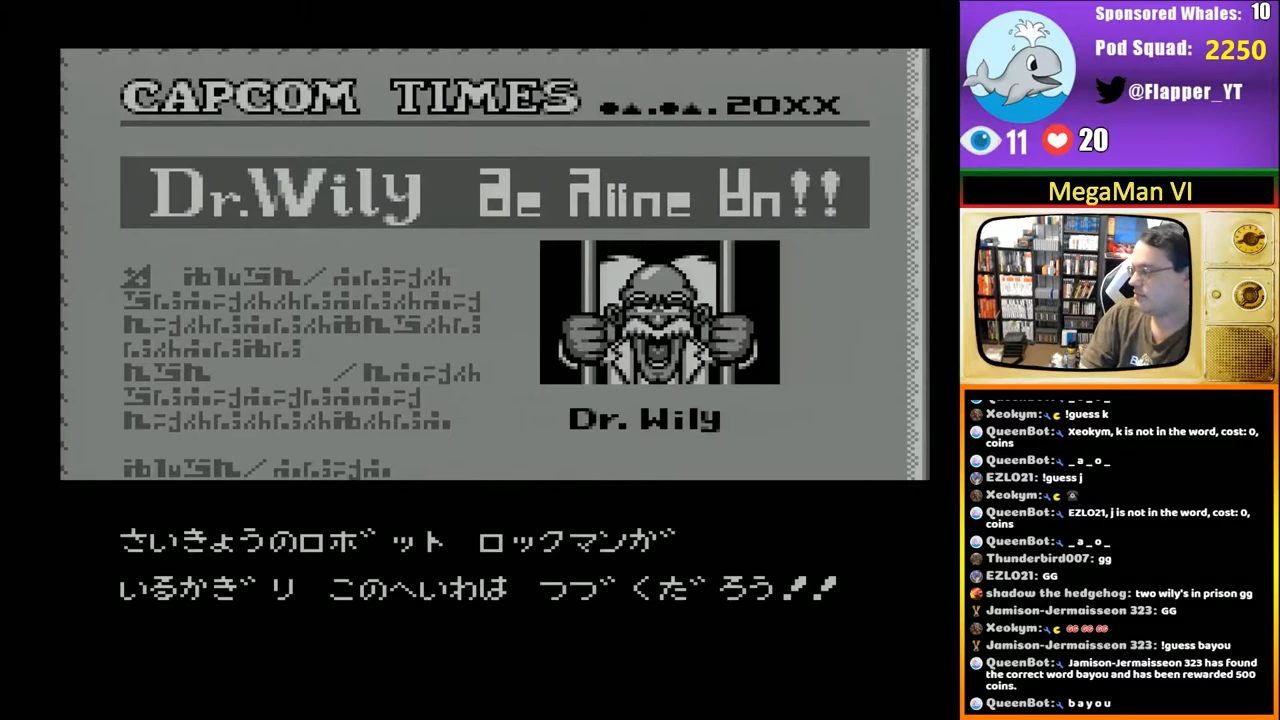 CAPCOM TIMES
20XX
Dr.Wily
Dr. Wily
さいきょうのロボット ロックマンが
いるかぎり このへいわは つづくだろう!!
Sponsored Whales: 10
Pod Squad: 2250
@Flapper_YT
11 20
MegaMan VI
Xeokym: !guess k
QueenBot: Xeokym, k is not in the word, cost: 0,
coins
QueenBot: _ a _ o _
EZLO21: !guess j
Xeokym:
QueenBot: EZLO21, j is not in the word, cost: 0,
coins
QueenBot: _ a _ o _
Thunderbird007: gg
EZLO21: GG
shadow the hedgehog: two wily's in prison gg
Jamison-Jermaisseon 323: GG
Xeokym: GG GG GG
Jamison-Jermaisseon 323: !guess bayou
QueenBot: Jamison-Jermaisseon 323 has found
the correct word bayou and has been rewarded 500
coins.
QueenBot: b a y o u